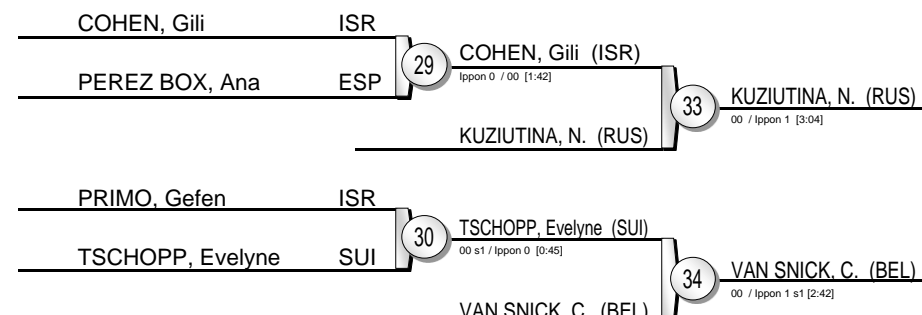 COHEN, Gili ISR
PEREZ BOX, Ana ESP
29
COHEN, Gili (ISR)
Ippon 0 / 00 [1:42]
KUZIUTINA, N. (RUS)
33
KUZIUTINA, N. (RUS)
00 / Ippon 1 [3:04]
PRIMO, Gefen ISR
TSCHOPP, Evelyne SUI
30
TSCHOPP, Evelyne (SUI)
00 s1 / Ippon 0 [0:45]
VAN SNICK, C. (BEL)
34
VAN SNICK, C. (BEL)
00 / Ippon 1 s1 [2:42]